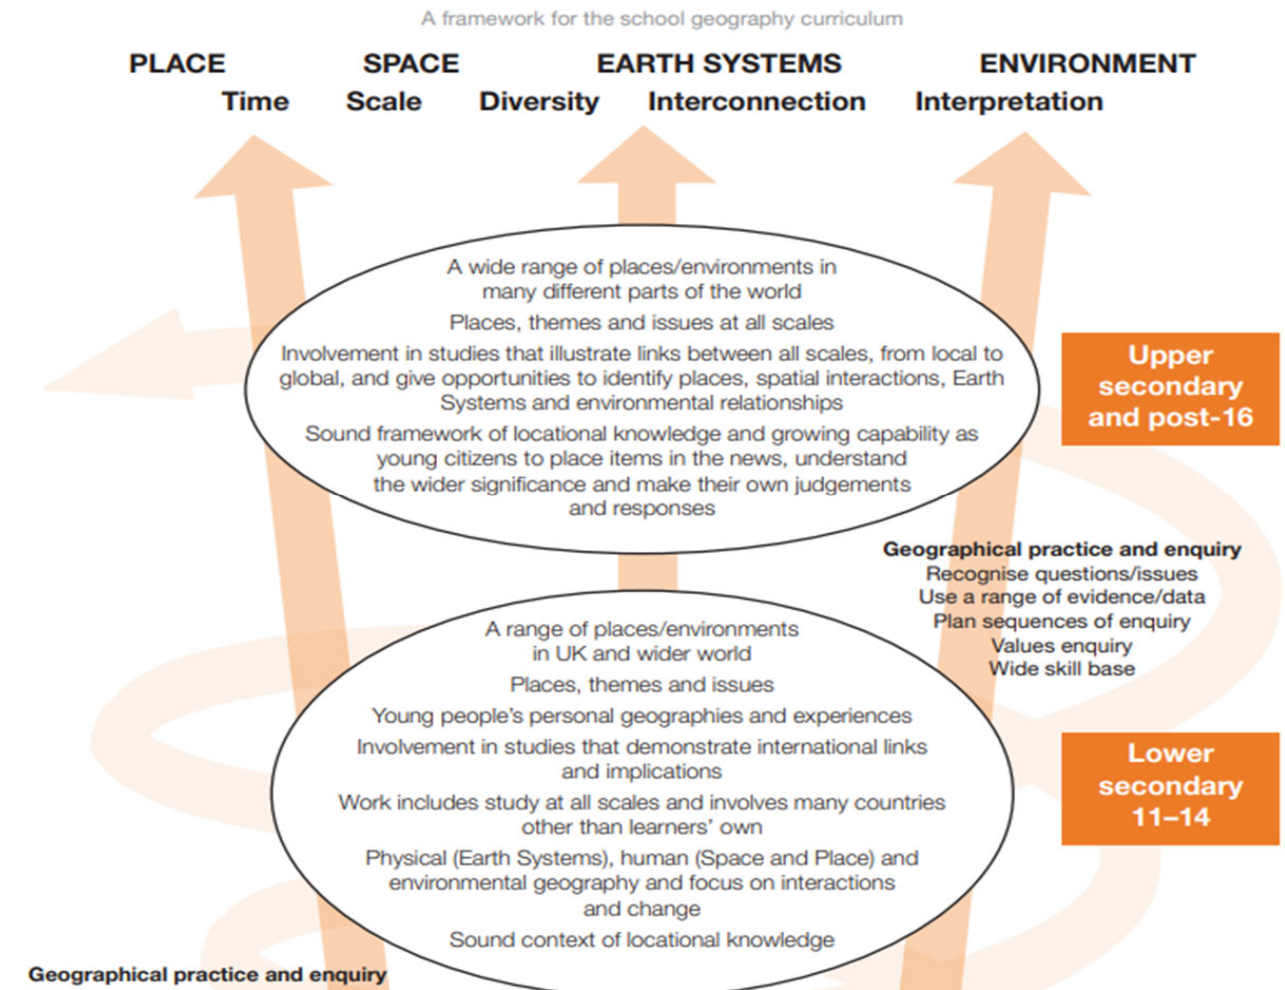 A framework for the school geography curriculum
PLACE SPACE EARTH SYSTEMS ENVIRONMENT
Time Scale Diversity Interconnection Interpretation
A wide range of places/environments in
many different parts of the world
Places, themes and issues at all scales
Involvement in studies that illustrate links between all scales, from local to
global, and give opportunities to identify places, spatial interactions, Earth
Systems and environmental relationships
Sound framework of locational knowledge and growing capability as
young citizens to place items in the news, understand
the wider significance and make their own judgements
and responses
Upper
secondary
and post-16
Geographical practice and enquiry
Recognise questions/issues
Use a range of evidence/data
Plan sequences of enquiry
Values enquiry
Wide skill base
A range of places/environments
in UK and wider world
Places, themes and issues
Young people's personal geographies and experiences
Involvement in studies that demonstrate international links
and implications
Work includes study at all scales and involves many countries
other than learners' own
Physical (Earth Systems), human (Space and Place) and
environmental geography and focus on interactions
and change
Sound context of locational knowledge
Lower
secondary
11–14
Geographical practice and enquiry